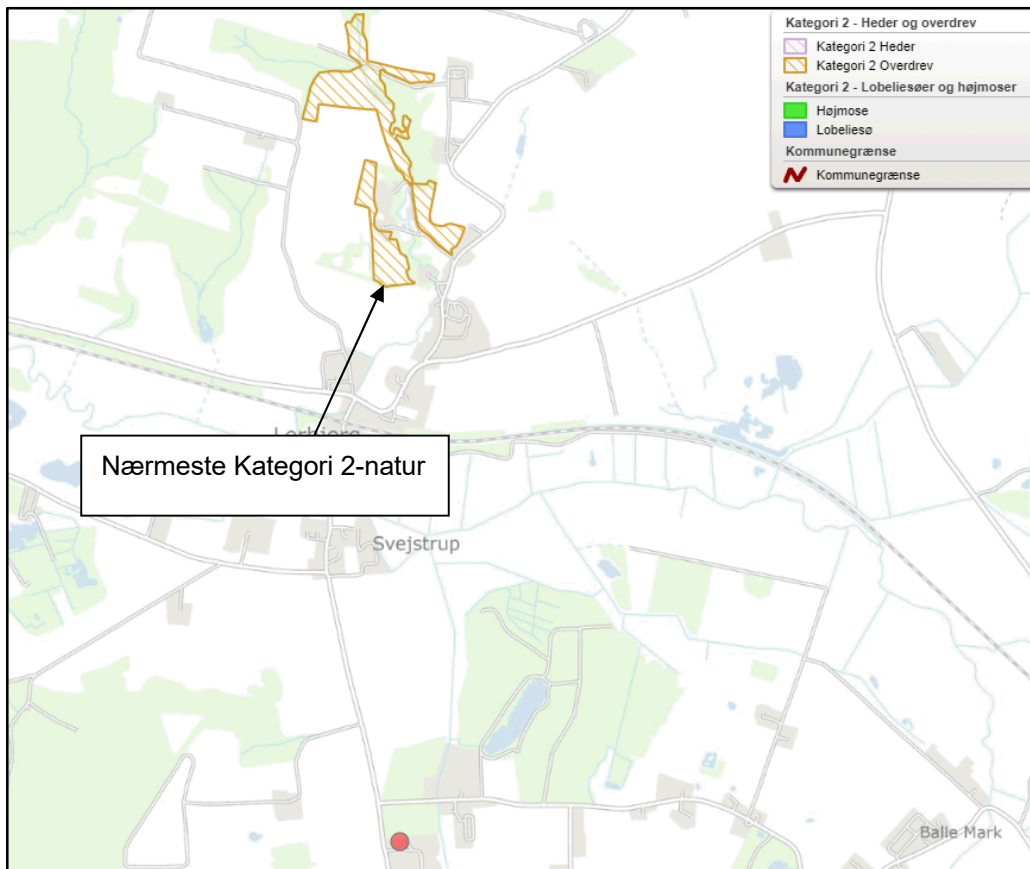 Kategori 2 - Heder og overdrev
Kategori 2 Heder
Kategori 2 Overdrev
Kategori 2 - Lobeliesøer og højmoser
Højmose
Lobeliesø
Kommunegrænse
Kommunegrænse
Nærmeste Kategori 2-natur
Svejstrup
Balle Mark